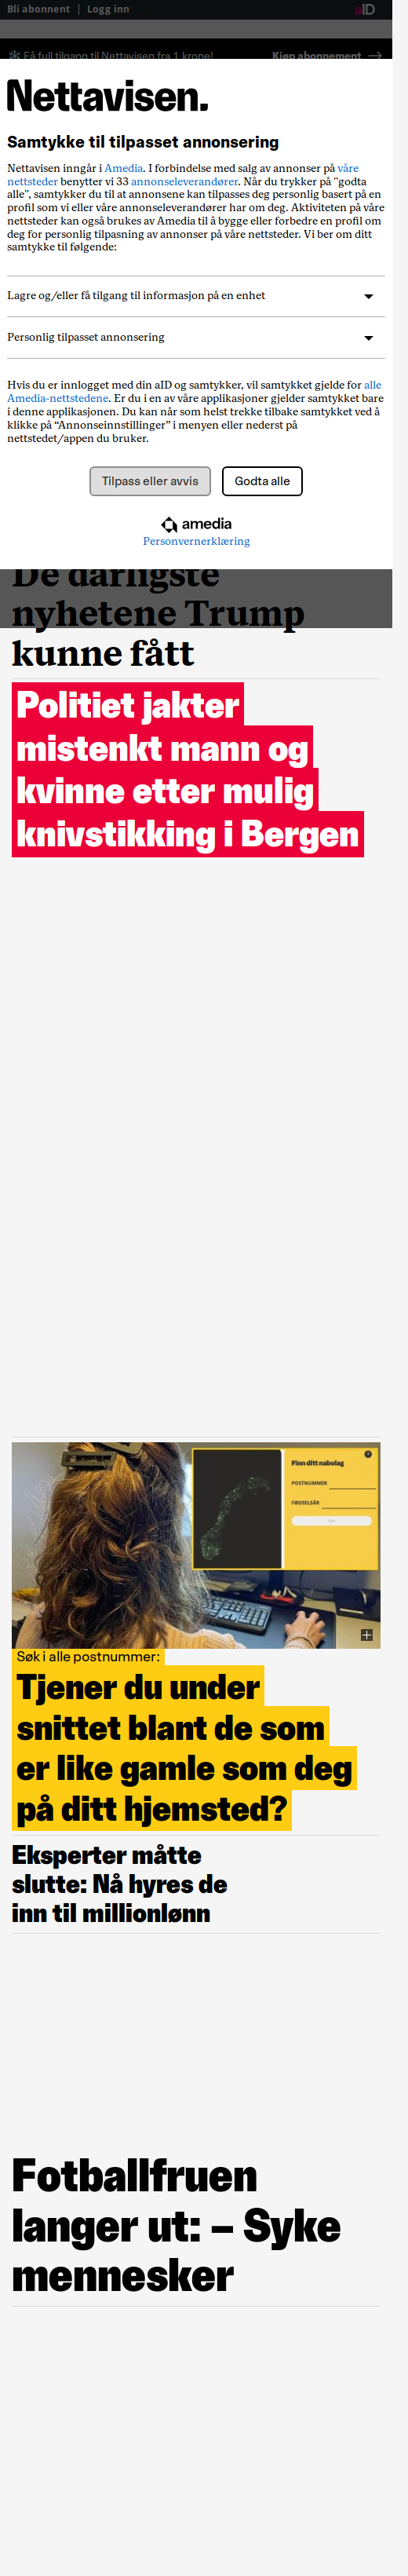 Bli abonnent | Logg inn
aID
Få full tilgang til Nettavisen fra 1 krone!
Kjøp abonnement
Nettavisen.
Samtykke til tilpasset annonsering
Nettavisen inngår i Amedia. I forbindelse med salg av annonser på våre
nettsteder benytter vi 33 annonseleverandører. Når du trykker på "godta
alle", samtykker du til at annonsene kan tilpasses deg personlig basert på en
profil som vi eller våre annonseleverandører har om deg. Aktiviteten på våre
nettsteder kan også brukes av Amedia til å bygge eller forbedre en profil om
deg for personlig tilpasning av annonser på våre nettsteder. Vi ber om ditt
samtykke til følgende:
Lagre og/eller få tilgang til informasjon på en enhet
Personlig tilpasset annonsering
Hvis du er innlogget med din aID og samtykker, vil samtykket gjelde for alle
Amedia-nettstedene. Er du i en av våre applikasjoner gjelder samtykket bare
i denne applikasjonen. Du kan når som helst trekke tilbake samtykket ved å
klikke på “Annonseinnstillinger” i menyen eller nederst på
nettstedet/appen du bruker.
Tilpass eller avvis
Godta alle
amedia
Personvernerklæring
De dårligste
nyhetene Trump
kunne fått
Politiet jakter
mistenkt mann og
kvinne etter mulig
knivstikking i Bergen
Finn ditt nabolag
POSTNUMMER
FØDSELSÅR
Søk i alle postnummer:
Tjener du under
snittet blant de som
er like gamle som deg
på ditt hjemsted?
Eksperter måtte
slutte: Nå hyres de
inn til millionlønn
Fotballfruen
langer ut: – Syke
mennesker